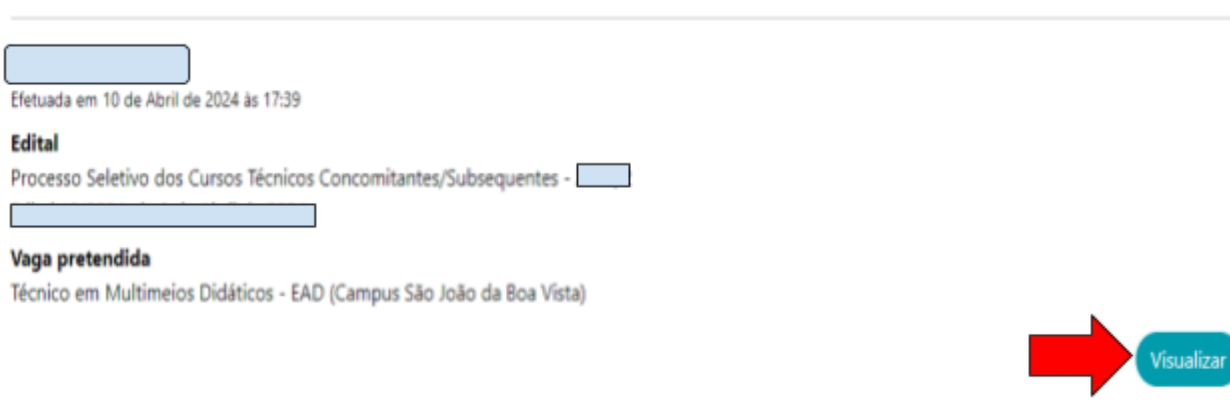 Efetuada em 10 de Abril de 2024 às 17:39
Edital
Processo Seletivo dos Cursos Técnicos Concomitantes/Subsequentes -
Vaga pretendida
Técnico em Multimeios Didáticos - EAD (Campus São João da Boa Vista)
Visualizar